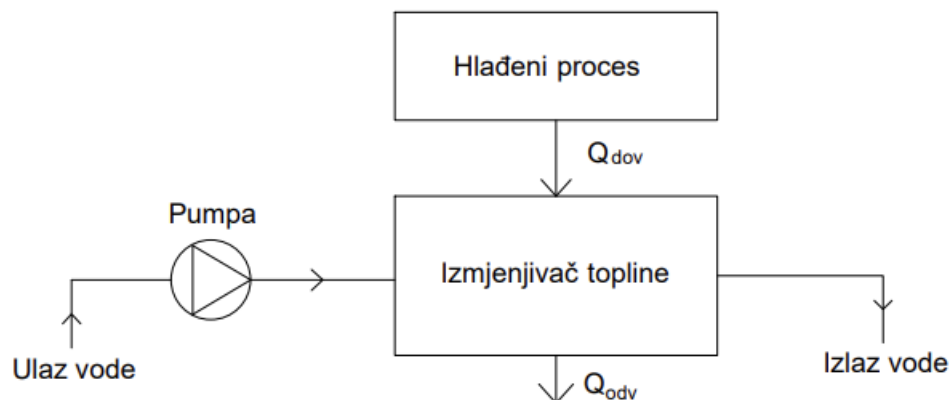 Hlađeni proces
Qdov
Pumpa
Izmjenjivač topline
Ulaz vode
Izlaz vode
Qodv